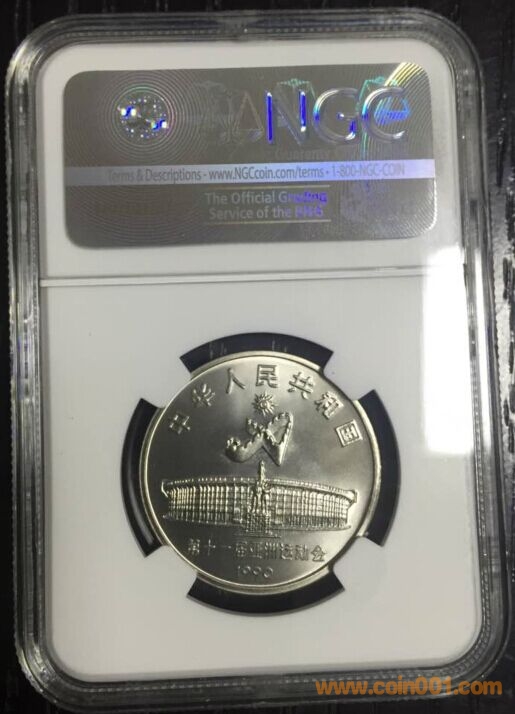 NGC
Terms & Descriptions - www.NGCcoin.com/terms • 1-800-NGC-COIN
The Official Grading
Service of the PNG
中华人民共和国
第十一届亚洲运动会
1990
www.coin001.com